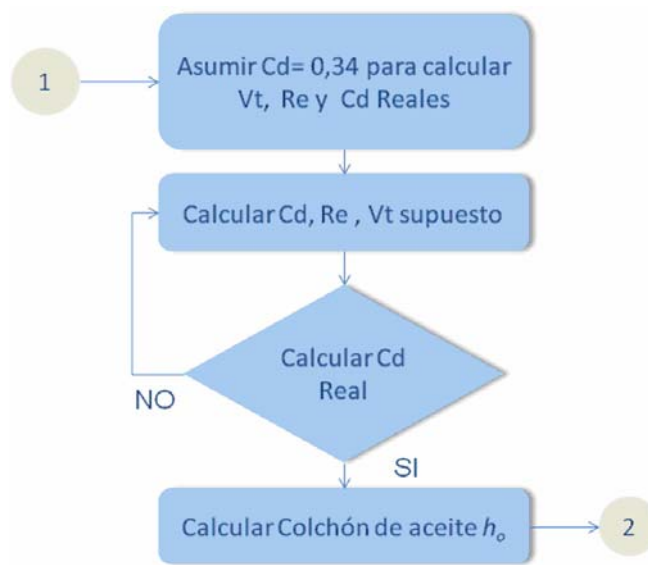 1
Asumir Cd= 0,34 para calcular
Vt, Re y Cd Reales
Calcular Cd, Re , Vt supuesto
Calcular Cd
Real
NO
SI
Calcular Colchón de aceite hₒ
2